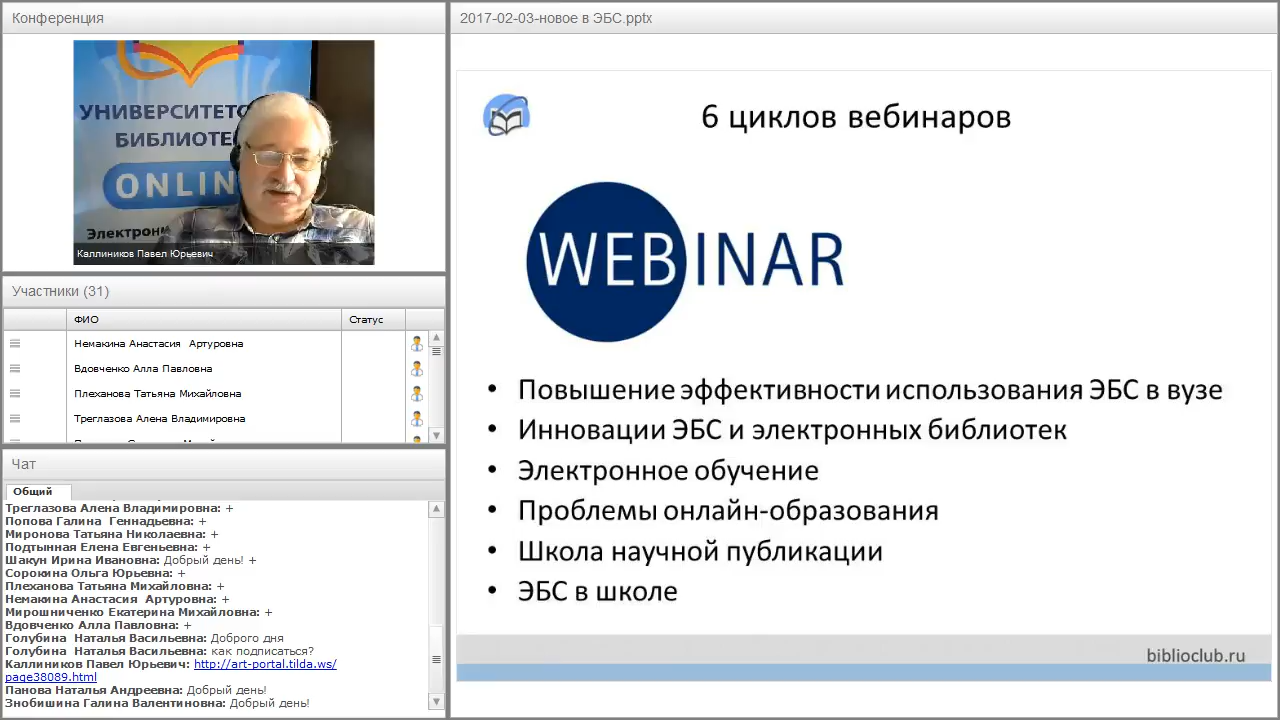 Конференция
УНИВЕРСИТЕТС
БИБЛИОТЕ
ONLIN
Электронн
Каллиников Павел Юрьевич
Участники (31)
ФИО Статус
Немакина Анастасия Артуровна
Вдовченко Алла Павловна
Плеханова Татьяна Михайловна
Треглазова Алена Владимировна
Чат
Общий
Треглазова Алена Владимировна: +
Попова Галина Геннадьевна: +
Миронова Татьяна Николаевна: +
Подтынная Елена Евгеньевна: +
Шакун Ирина Ивановна: Добрый день! +
Сорокина Ольга Юрьевна: +
Плеханова Татьяна Михайловна: +
Немакина Анастасия Артуровна: +
Мирошниченко Екатерина Михайловна: +
Вдовченко Алла Павловна: +
Голубина Наталья Васильевна: Доброго дня
Голубина Наталья Васильевна: как подписаться?
Каллиников Павел Юрьевич: http://art-portal.tilda.ws/
page38089.html
Панова Наталья Андреевна: Добрый день!
Знобишина Галина Валентиновна: Добрый день!
2017-02-03-новое в ЭБС.pptx
6 циклов вебинаров
WEBINAR
• Повышение эффективности использования ЭБС в вузе
• Инновации ЭБС и электронных библиотек
• Электронное обучение
• Проблемы онлайн-образования
• Школа научной публикации
• ЭБС в школе
biblioclub.ru